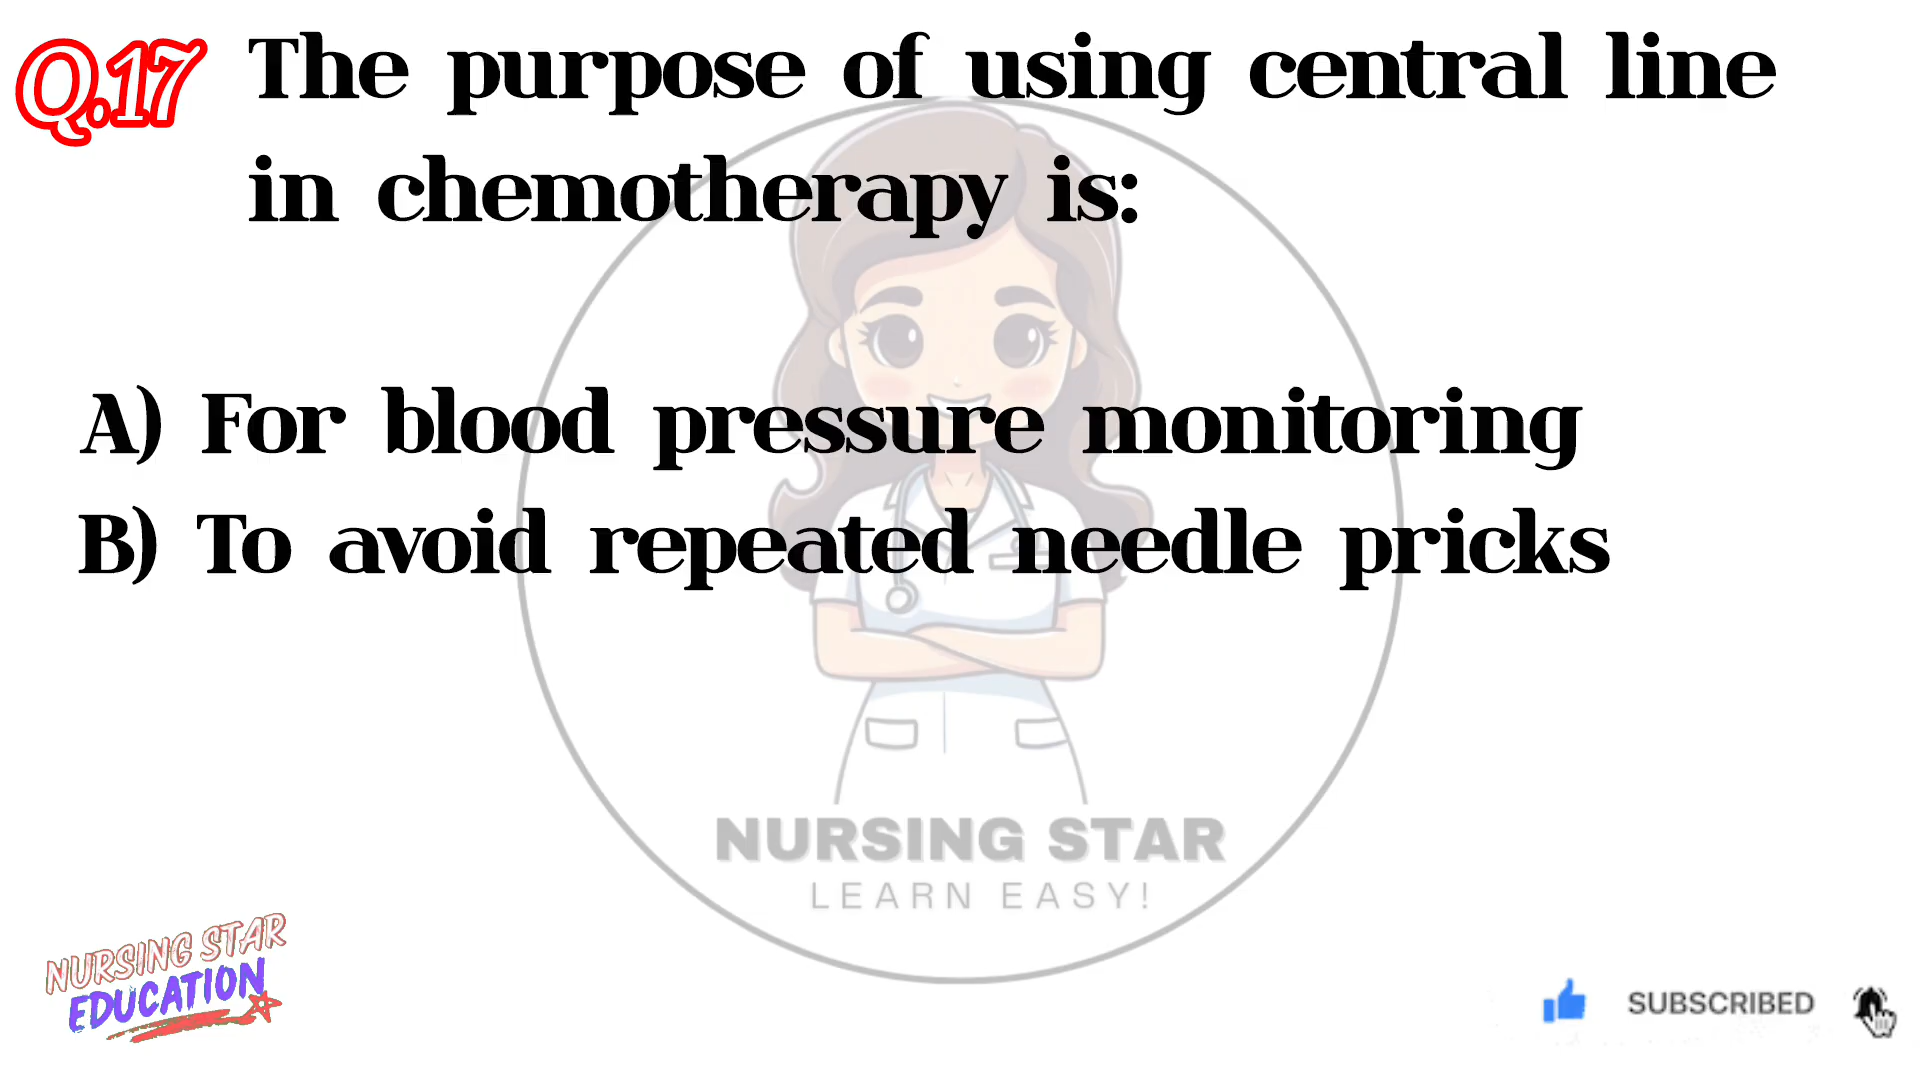 Q.17 The purpose of using central line
in chemotherapy is:
A) For blood pressure monitoring
B) To avoid repeated needle pricks
NURSING STAR
LEARN EASY!
NURSING STAR
EDUCATION
SUBSCRIBED